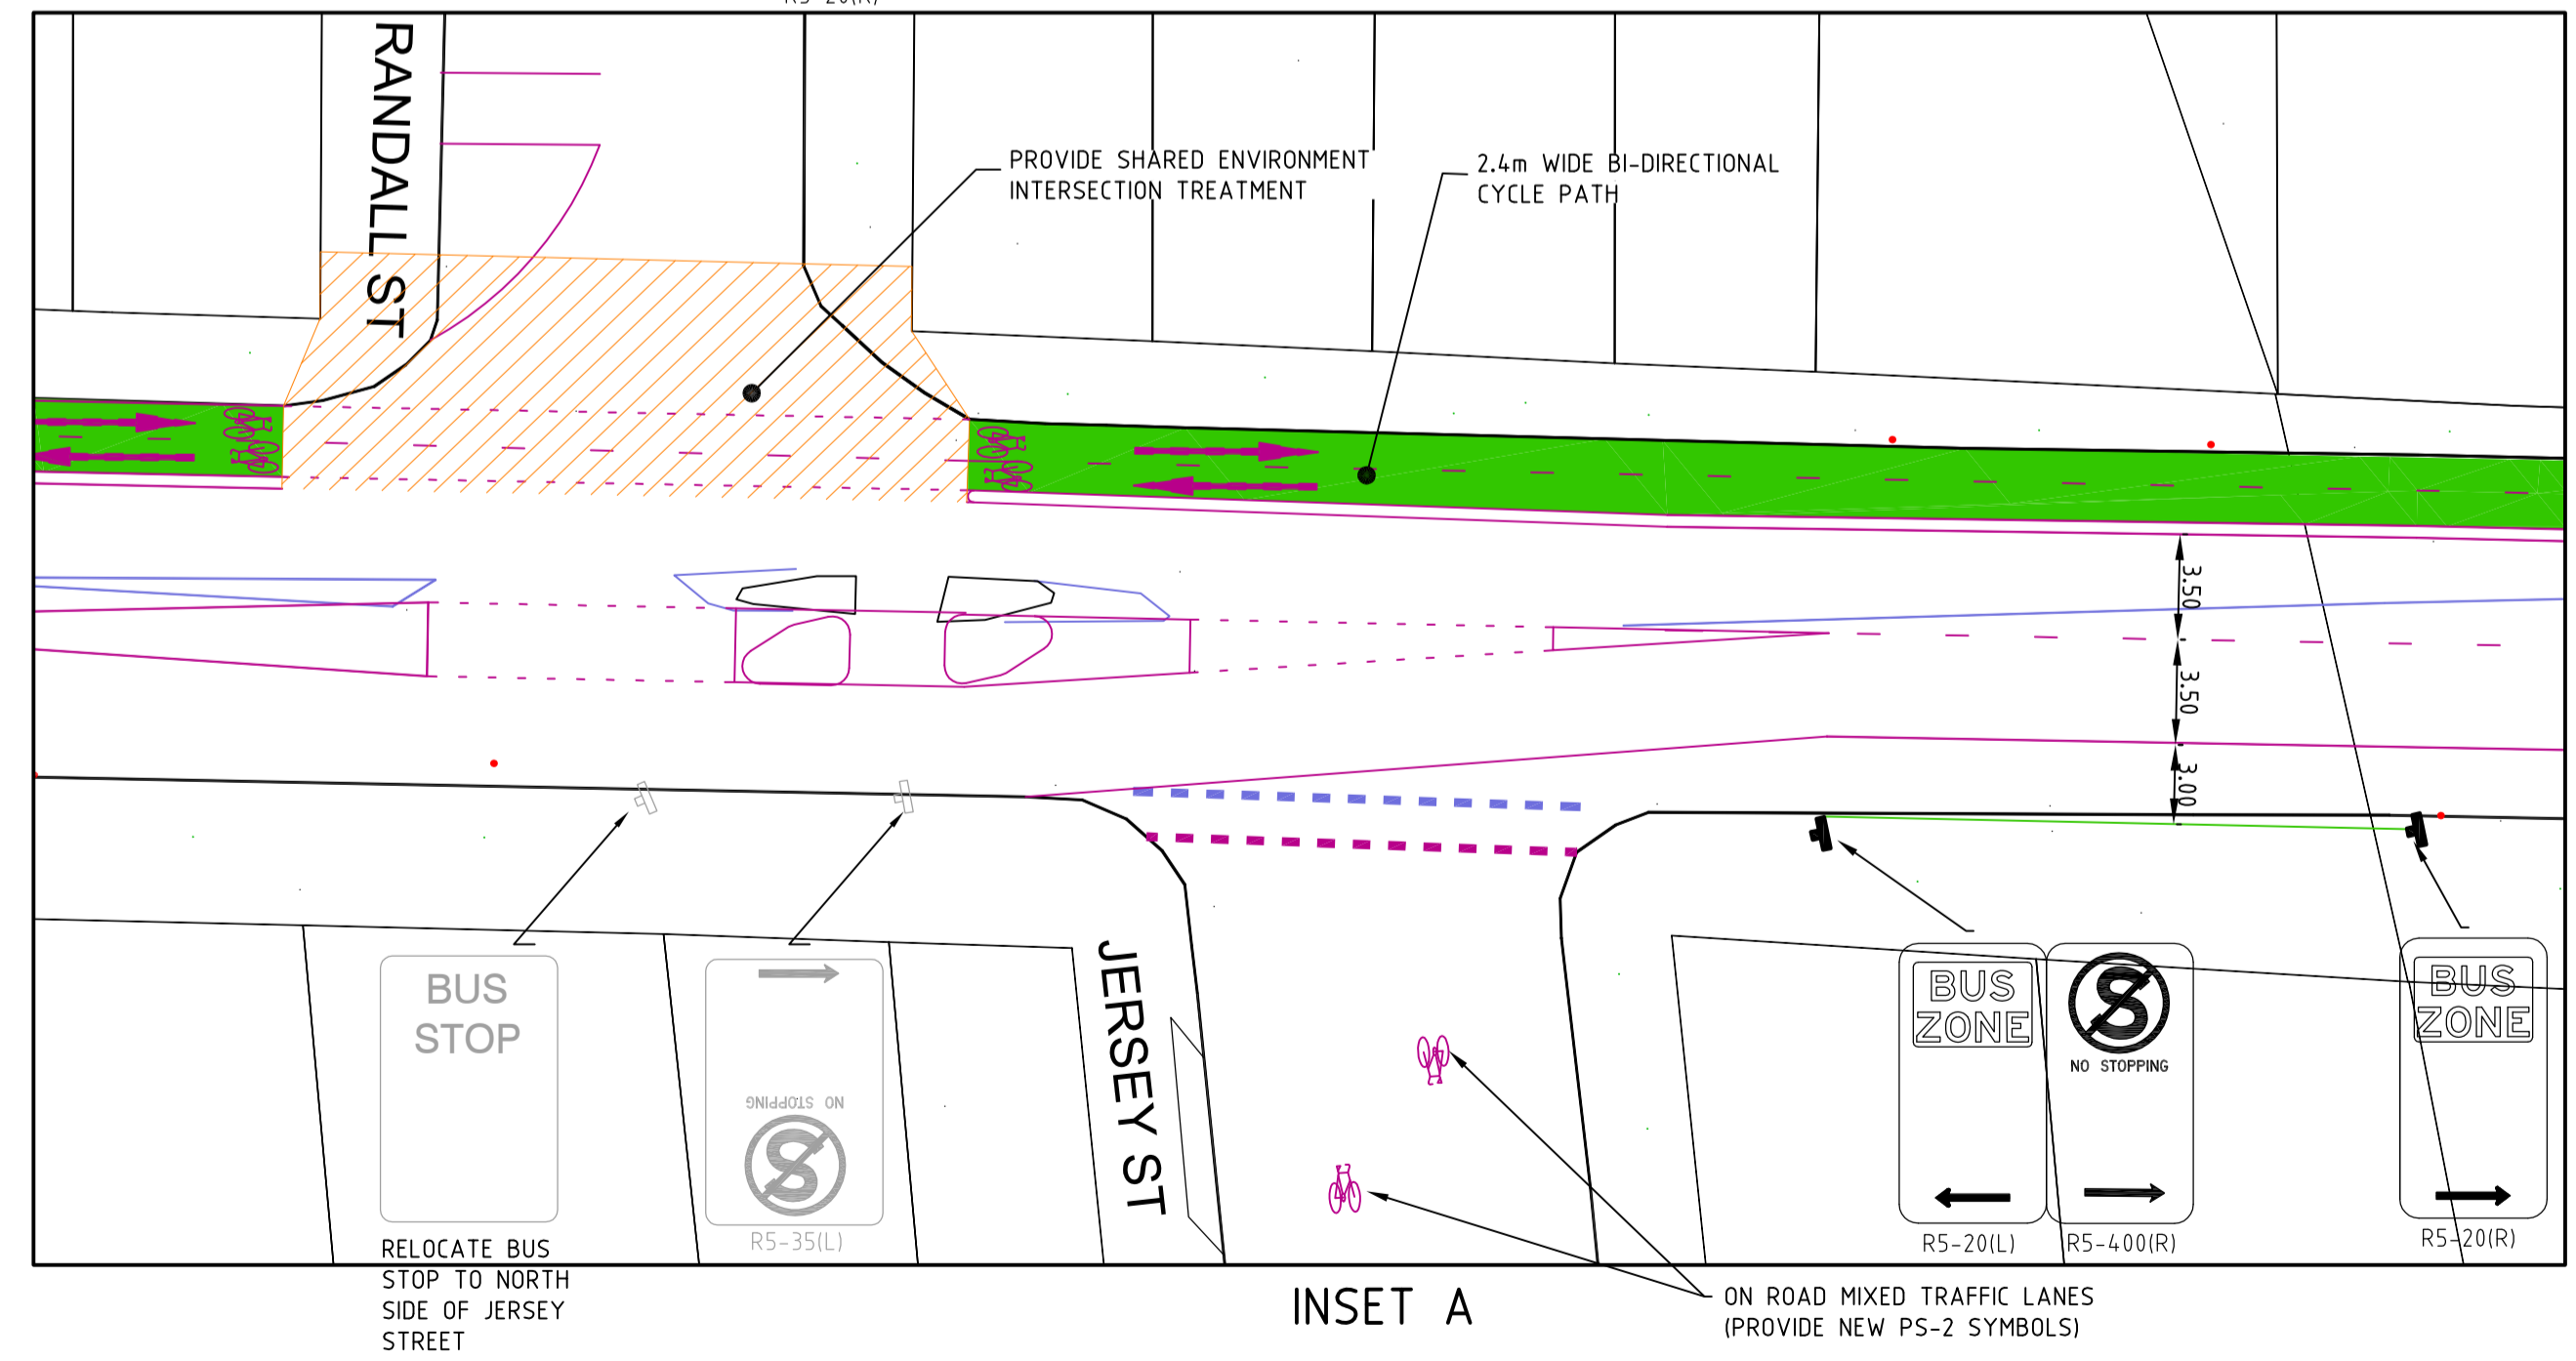 R5-20(R)
RANDALL ST
PROVIDE SHARED ENVIRONMENT
INTERSECTION TREATMENT
2.4m WIDE BI-DIRECTIONAL
CYCLE PATH
3.50
3.50
3.00
BUS
STOP
RELOCATE BUS
STOP TO NORTH
SIDE OF JERSEY
STREET
NO STOPPING
S
R5-35(L)
JERSEY ST
BUS
ZONE
R5-20(L)
S
NO STOPPING
R5-400(R)
BUS
ZONE
R5-20(R)
INSET A
ON ROAD MIXED TRAFFIC LANES
(PROVIDE NEW PS-2 SYMBOLS)